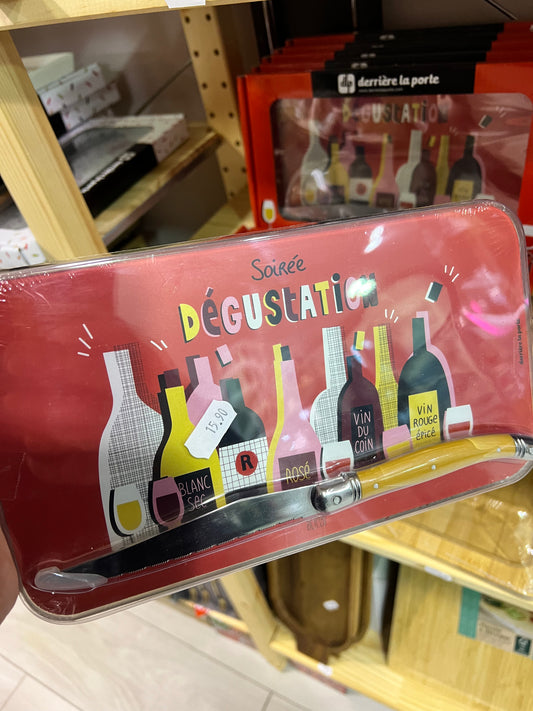 dlp derrière la porte
DÉGUSTATION
Soirée
DÉGUSTATION
derrière la porte
15.90
BLANC
SEC
R
ROSÉ
VIN
DU
COIN
VIN
ROUGE
épicé